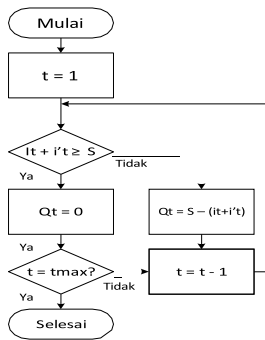 Mulai
t = 1
It + i't ≥ S
Tidak
Ya
Qt = 0
Qt = S – (it+i't)
Ya
t = tmax?
Tidak
t = t - 1
Ya
Selesai